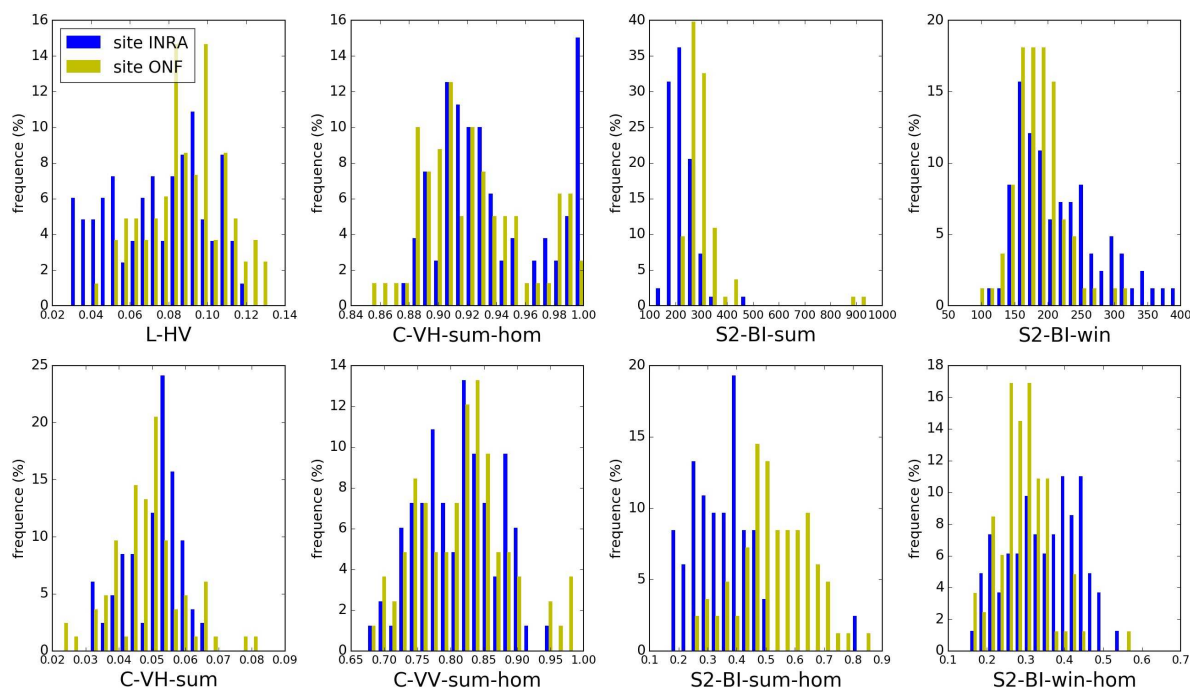 16
14
12
10
8
6
4
2
0
frequence (%)
site INRA
site ONF
0.02 0.04 0.06 0.08 0.10 0.12 0.14
L-HV
16
14
12
10
8
6
4
2
0
frequence (%)
0.84 0.86 0.88 0.90 0.92 0.94 0.96 0.98 1.00
C-VH-sum-hom
40
35
30
25
20
15
10
5
0
frequence (%)
100 200 300 400 500 600 700 800 900 1000
S2-BI-sum
20
15
10
5
0
frequence (%)
50 100 150 200 250 300 350 400
S2-BI-win
25
20
15
10
5
0
frequence (%)
0.02 0.03 0.04 0.05 0.06 0.07 0.08 0.09
C-VH-sum
14
12
10
8
6
4
2
0
frequence (%)
0.65 0.70 0.75 0.80 0.85 0.90 0.95 1.00
C-VV-sum-hom
20
15
10
5
0
frequence (%)
0.1 0.2 0.3 0.4 0.5 0.6 0.7 0.8 0.9
S2-BI-sum-hom
18
16
14
12
10
8
6
4
2
0
frequence (%)
0.1 0.2 0.3 0.4 0.5 0.6 0.7
S2-BI-win-hom